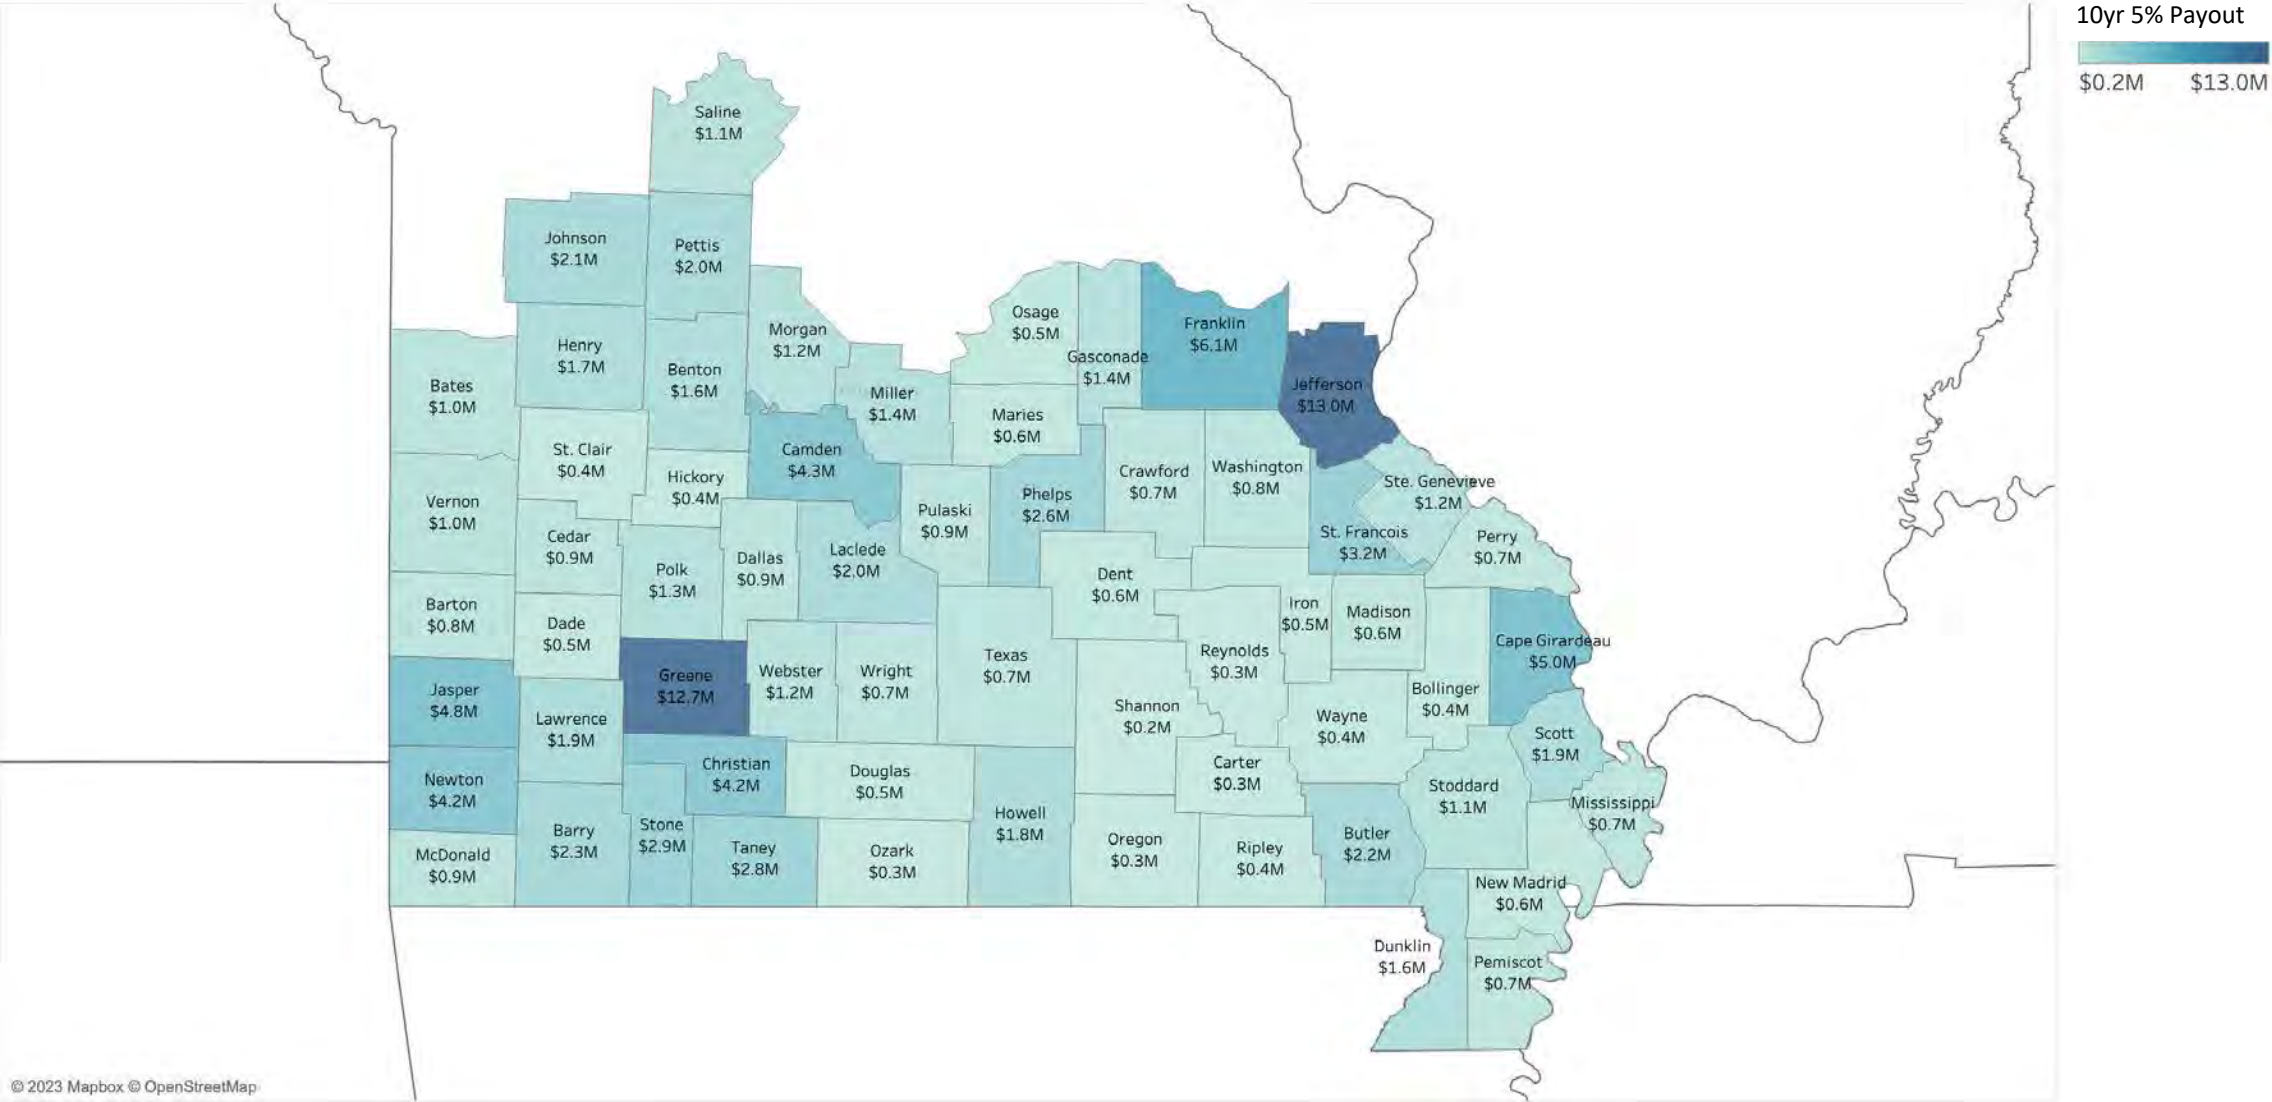 10yr 5% Payout
$0.2M $13.0M
Saline
$1.1M
Johnson
$2.1M
Pettis
$2.0M
Morgan
$1.2M
Osage
$0.5M
Gasconade
$1.4M
Franklin
$6.1M
Jefferson
$13.0M
Bates
$1.0M
Henry
$1.7M
Benton
$1.6M
Miller
$1.4M
Maries
$0.6M
St. Clair
$0.4M
Hickory
$0.4M
Camden
$4.3M
Vernon
$1.0M
Cedar
$0.9M
Polk
$1.3M
Dallas
$0.9M
Laclede
$2.0M
Pulaski
$0.9M
Phelps
$2.6M
Crawford
$0.7M
Washington
$0.8M
Ste. Genevieve
$1.2M
St. Francois
$3.2M
Perry
$0.7M
Barton
$0.8M
Dade
$0.5M
Dent
$0.6M
Iron
$0.5M
Madison
$0.6M
Cape Girardeau
$5.0M
Jasper
$4.8M
Lawrence
$1.9M
Greene
$12.7M
Webster
$1.2M
Wright
$0.7M
Texas
$0.7M
Shannon
$0.2M
Reynolds
$0.3M
Wayne
$0.4M
Bollinger
$0.4M
Scott
$1.9M
Newton
$4.2M
Christian
$4.2M
Douglas
$0.5M
Carter
$0.3M
Stoddard
$1.1M
Mississippi
$0.7M
McDonald
$0.9M
Barry
$2.3M
Stone
$2.9M
Taney
$2.8M
Ozark
$0.3M
Howell
$1.8M
Oregon
$0.3M
Ripley
$0.4M
Butler
$2.2M
New Madrid
$0.6M
Dunklin
$1.6M
Pemiscot
$0.7M
© 2023 Mapbox © OpenStreetMap